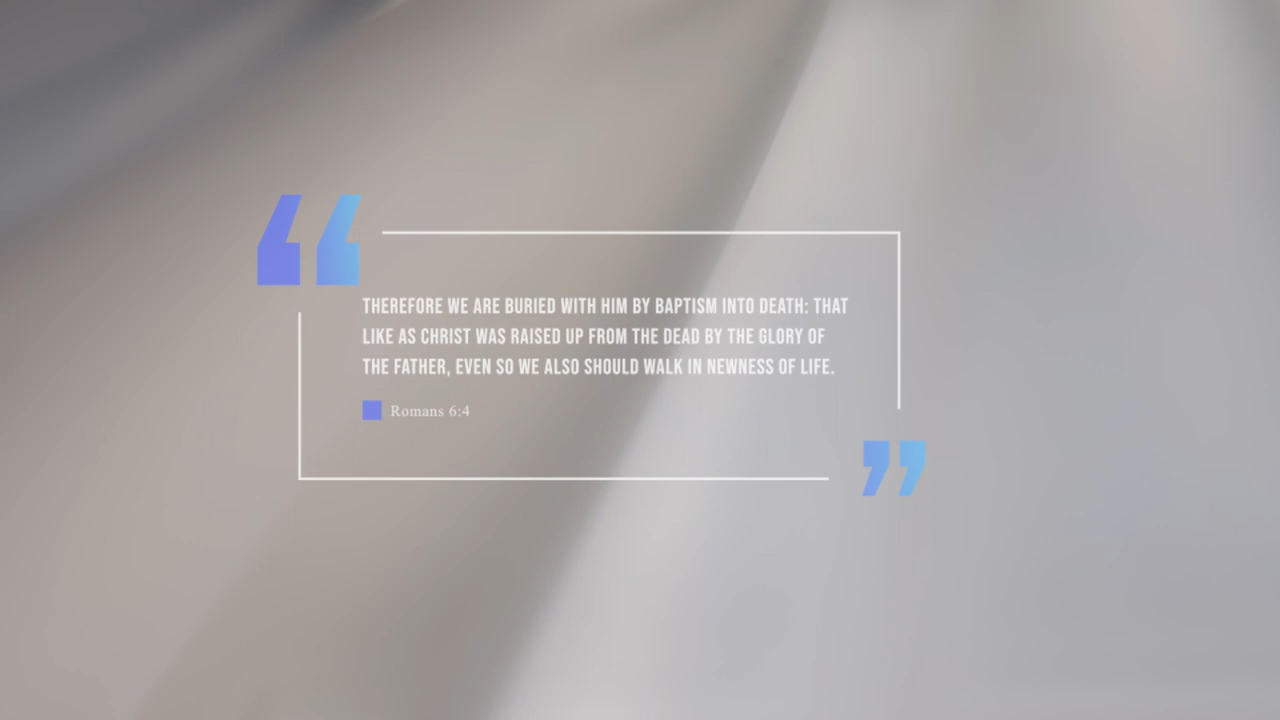 THEREFORE WE ARE BURIED WITH HIM BY BAPTISM INTO DEATH: THAT
LIKE AS CHRIST WAS RAISED UP FROM THE DEAD BY THE GLORY OF
THE FATHER, EVEN SO WE ALSO SHOULD WALK IN NEWNESS OF LIFE.
Romans 6:4